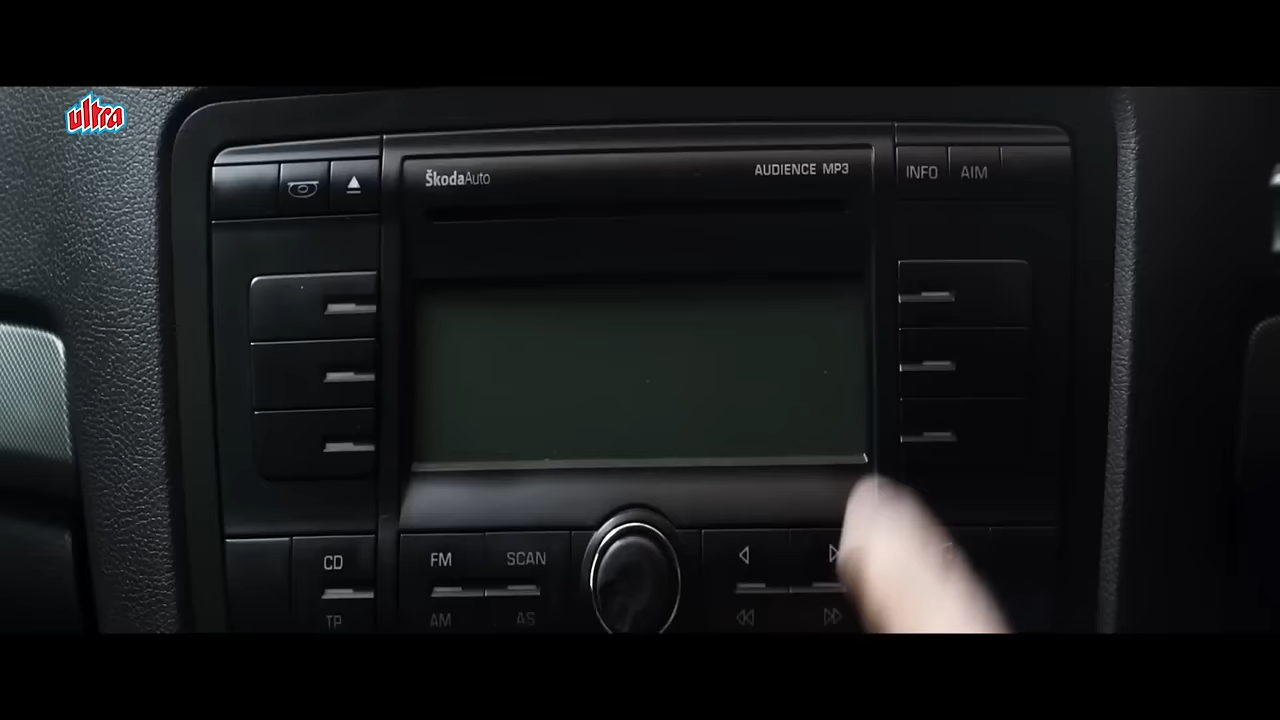 ultra
ŠkodaAuto
AUDIENCE MP3
INFO
AIM
CD
TP
FM
SCAN
AM
AS